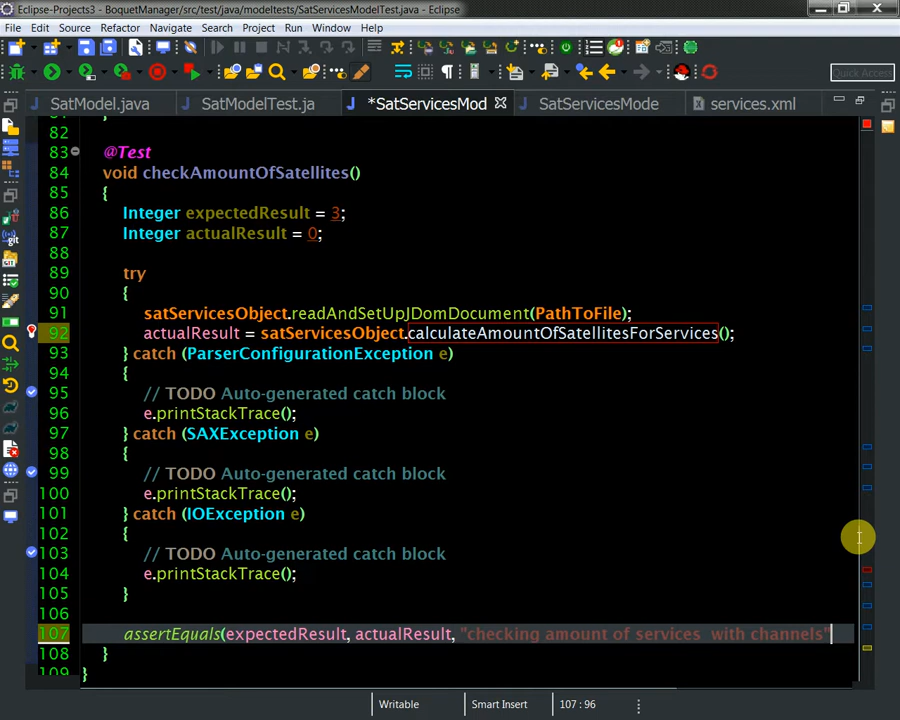 Eclipse-Projects3 - BoquetManager/src/test/java/modeltests/SatServicesModelTest.java - Eclipse
File Edit Source Refactor Navigate Search Project Run Window Help
Quick Access
SatModel.java SatModelTest.ja *SatServicesMod SatServicesMode services.xml
82
83 @Test
84 void checkAmountOfSatellites()
85 {
86 Integer expectedResult = 3;
87 Integer actualResult = 0;
88
89 try
90 {
91 satServicesObject.readAndSetUpJDomDocument(PathToFile);
92 actualResult = satServicesObject.calculateAmountOfSatellitesForServices();
93 } catch (ParserConfigurationException e)
94 {
95 // TODO Auto-generated catch block
96 e.printStackTrace();
97 } catch (SAXException e)
98 {
99 // TODO Auto-generated catch block
100 e.printStackTrace();
101 } catch (IOException e)
102 {
103 // TODO Auto-generated catch block
104 e.printStackTrace();
105 }
106
107 assertEquals(expectedResult, actualResult, "checking amount of services  with channels"
108 }
109 }
Writable Smart Insert 107 : 96